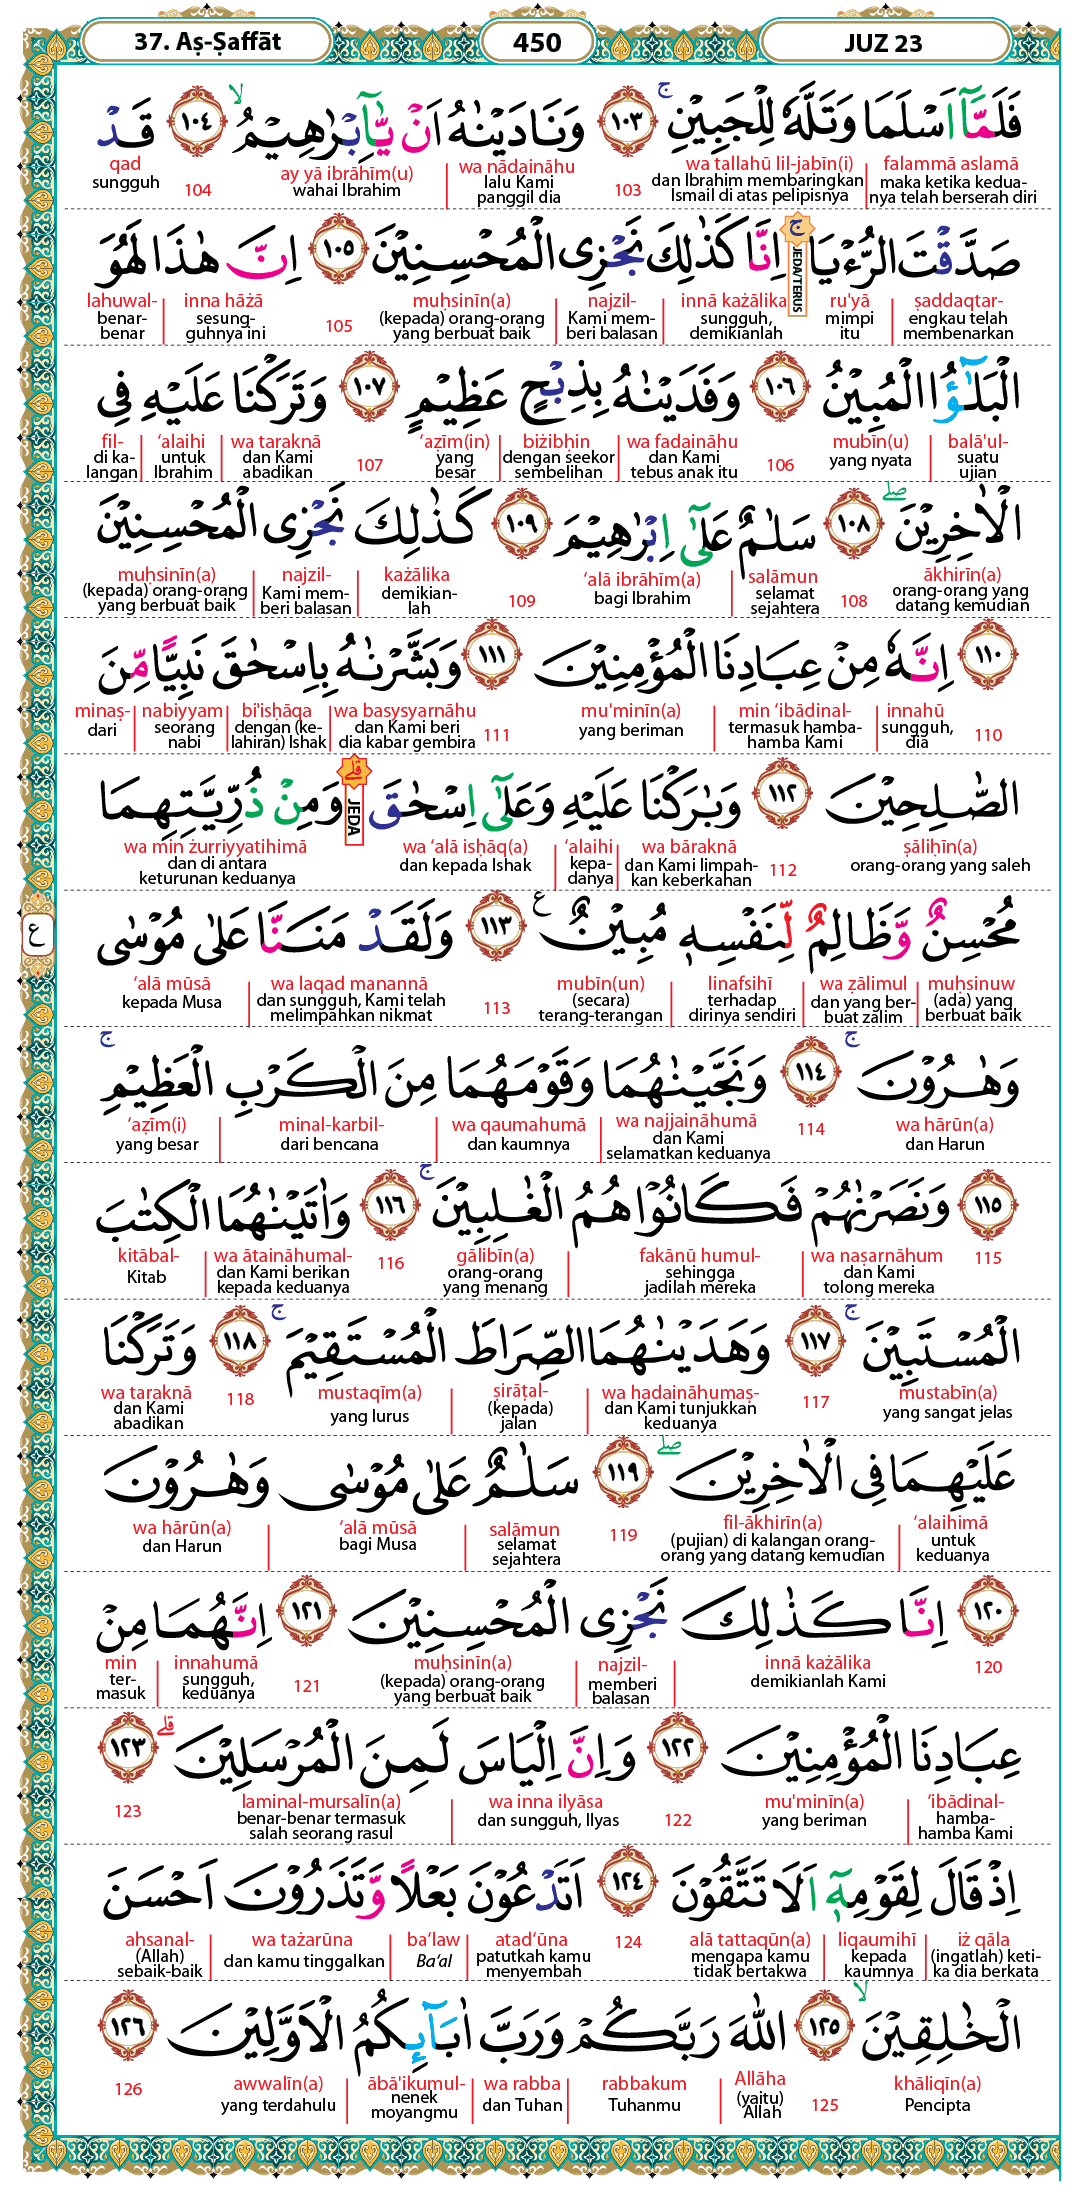 37. Aṣ-Ṣaffāt 450 JUZ 23
فَلَمَّآ اَسْلَمَا وَتَلَّهٗ لِلْجَبِيْنِۚ ١٠٣ وَنَادَيْنٰهُ اَنْ يّٰٓاِبْرٰهِيْمُۙ ١٠٤ قَدْ
falammā aslamā wa tallahū lil-jabīn(i) wa nādaināhu ay yā ibrāhīm(u) qad
maka ketika kedua-nya telah berserah diri dan Ibrahim membaringkan Ismail di atas pelipisnya 103 lalu Kami panggil dia wahai Ibrahim 104 sungguh
صَدَّقْتَ الرُّءْيَا ۚ اِنَّا كَذٰلِكَ نَجْزِى الْمُحْسِنِيْنَ ١٠٥ اِنَّ هٰذَا لَهُوَ
JEDA/TERUS
ṣaddaqtar- ru'yā innā każālika najzil- muḥsinīn(a) inna hāżā lahuwal-
engkau telah membenarkan mimpi itu sungguh, demikianlah Kami mem-beri balasan (kepada) orang-orang yang berbuat baik 105 sesung-guhnya ini benar-benar
الْبَلٰۤؤُا الْمُبِيْنُ ١٠٦ وَفَدَيْنٰهُ بِذِبْحٍ عَظِيْمٍ ١٠٧ وَتَرَكْنَا عَلَيْهِ فِى
balā'ul- mubīn(u) wa fadaināhu biżibḥin ‘aẓīm(in) wa taraknā ‘alaihi fil-
suatu ujian yang nyata 106 dan Kami tebus anak itu dengan seekor sembelihan yang besar 107 dan Kami abadikan untuk Ibrahim di ka-langan
الْاٰخِرِيْنَۖ ١٠٨ سَلٰمٌ عَلٰٓى اِبْرٰهِيْمَ ١٠٩ كَذٰلِكَ نَجْزِى الْمُحْسِنِيْنَ
ākhirīn(a) salāmun ‘alā ibrāhīm(a) każālika najzil- muḥsinīn(a)
orang-orang yang datang kemudian 108 selamat sejahtera bagi Ibrahim 109 demikian-lah Kami mem-beri balasan (kepada) orang-orang yang berbuat baik
١١٠ اِنَّهٗ مِنْ عِبَادِنَا الْمُؤْمِنِيْنَ ١١١ وَبَشَّرْنٰهُ بِاِسْحٰقَ نَبِيًّا مِّنَ
innahū min ‘ibādinal- mu'minīn(a) wa basysyarnāhu bi'isḥāqa nabiyyam minaṣ-
110 sungguh, dia termasuk hamba-hamba Kami yang beriman 111 dan Kami beri dia kabar gembira dengan (ke-lahiran) Ishak seorang nabi dari
الصّٰلِحِيْنَ ١١٢ وَبٰرَكْنَا عَلَيْهِ وَعَلٰٓى اِسْحٰقَ ۗ وَمِنْ ذُرِّيَّتِهِمَا
JEDA
ṣāliḥīn(a) wa bāraknā ‘alaihi wa ‘alā isḥāq(a) wa min żurriyyatihimā
orang-orang yang saleh 112 dan Kami limpah-kan keberkahan kepa-danya dan kepada Ishak dan di antara keturunan keduanya
مُحْسِنٌ وَّظَالِمٌ لِّنَفْسِهٖ مُبِيْنٌ ࣖ ١١٣ وَلَقَدْ مَنَنَّا عَلٰى مُوْسٰى
ع
muḥsinuw wa ẓālimul linafsihī mubīn(un) wa laqad manannā ‘alā mūsā
(ada) yang berbuat baik dan yang ber-buat zalim terhadap dirinya sendiri (secara) terang-terangan 113 dan sungguh, Kami telah melimpahkan nikmat kepada Musa
وَهٰرُوْنَۚ ١١٤ وَنَجَّيْنٰهُمَا وَقَوْمَهُمَا مِنَ الْكَرْبِ الْعَظِيْمِۚ
wa hārūn(a) wa najjaināhumā wa qaumahumā minal-karbil- ‘aẓīm(i)
dan Harun 114 dan Kami selamatkan keduanya dan kaumnya dari bencana yang besar
١١٥ وَنَصَرْنٰهُمْ فَكَانُوْا هُمُ الْغٰلِبِيْنَۚ ١١٦ وَاٰتَيْنٰهُمَا الْكِتٰبَ
wa naṣarnāhum fakānū humul- gālibīn(a) wa ātaināhumal- kitābal-
115 dan Kami tolong mereka sehingga jadilah mereka orang-orang yang menang 116 dan Kami berikan kepada keduanya Kitab
الْمُسْتَبِيْنَۚ ١١٧ وَهَدَيْنٰهُمَا الصِّرَاطَ الْمُسْتَقِيْمَۚ ١١٨ وَتَرَكْنَا
mustabīn(a) wa hadaināhumaṣ- ṣirāṭal- mustaqīm(a) wa taraknā
yang sangat jelas 117 dan Kami tunjukkan keduanya (kepada) jalan yang lurus 118 dan Kami abadikan
عَلَيْهِمَا فِى الْاٰخِرِيْنَۖ ١١٩ سَلٰمٌ عَلٰى مُوْسٰى وَهٰرُوْنَ
‘alaihimā fil-ākhirīn(a) salāmun ‘alā mūsā wa hārūn(a)
untuk keduanya (pujian) di kalangan orang-orang yang datang kemudian 119 selamat sejahtera bagi Musa dan Harun
١٢٠ اِنَّا كَذٰلِكَ نَجْزِى الْمُحْسِنِيْنَ ١٢١ اِنَّهُمَا مِنْ
innā każālika najzil- muḥsinīn(a) innahumā min
120 demikianlah Kami memberi balasan (kepada) orang-orang yang berbuat baik 121 sungguh, keduanya ter-masuk
عِبَادِنَا الْمُؤْمِنِيْنَ ١٢٢ وَاِنَّ اِلْيَاسَ لَمِنَ الْمُرْسَلِيْنَۗ ١٢٣
‘ibādinal- mu'minīn(a) wa inna ilyāsa laminal-mursalīn(a)
hamba-hamba Kami yang beriman 122 dan sungguh, Ilyas benar-benar termasuk salah seorang rasul 123
اِذْ قَالَ لِقَوْمِهٖٓ اَلَا تَتَّقُوْنَ ١٢٤ اَتَدْعُوْنَ بَعْلًا وَّتَذَرُوْنَ اَحْسَنَ
iż qāla liqaumihī alā tattaqūn(a) atad‘ūna ba‘law wa tażarūna aḥsanal-
(ingatlah) keti-ka dia berkata kepada kaumnya mengapa kamu tidak bertakwa 124 patutkah kamu menyembah Ba‘al dan kamu tinggalkan (Allah) sebaik-baik
الْخٰلِقِيْنَۙ ١٢٥ اللّٰهَ رَبَّكُمْ وَرَبَّ اٰبَاۤىِٕكُمُ الْاَوَّلِيْنَ ١٢٦
khāliqīn(a) Allāha rabbakum wa rabba ābā'ikumul- awwalīn(a)
Pencipta 125 (yaitu) Allah Tuhanmu dan Tuhan nenek moyangmu yang terdahulu 126